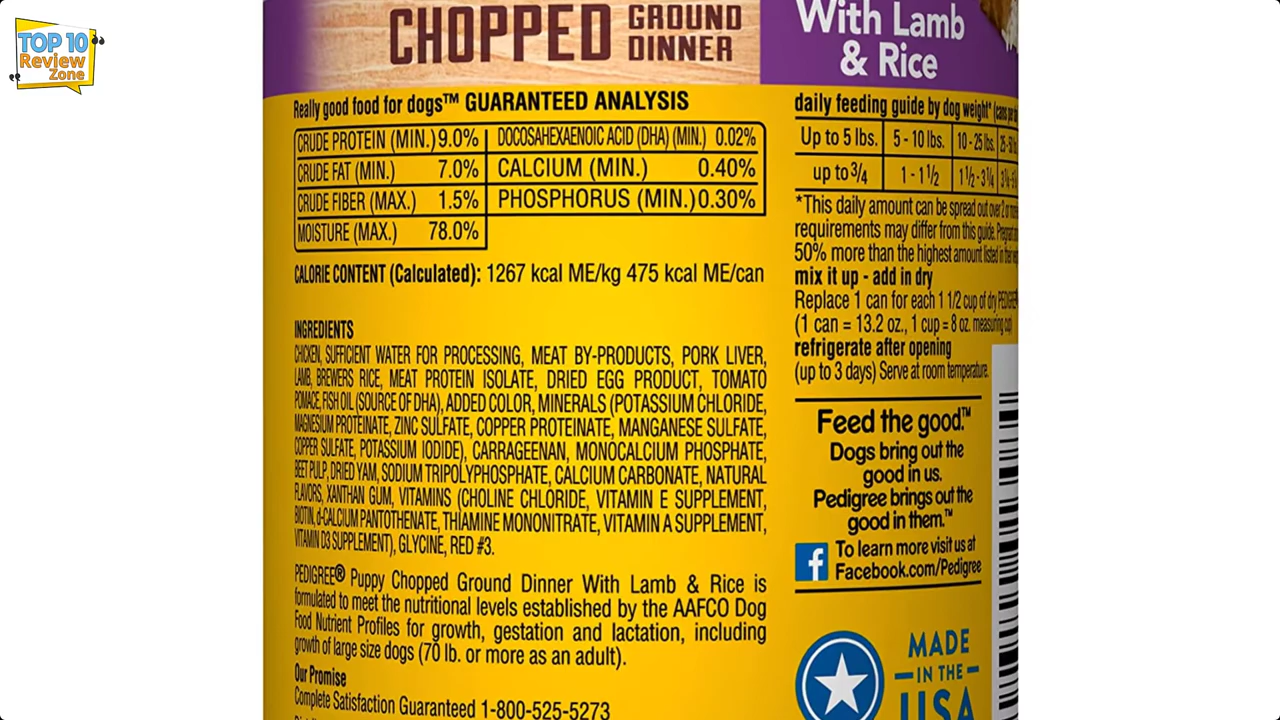 TOP 10
Review
Zone
CHOPPED GROUND DINNER
With Lamb
& Rice
Really good food for dogs™ GUARANTEED ANALYSIS
CRUDE PROTEIN (MIN.) 9.0% DOCOSAHEXAENOIC ACID (DHA) (MIN.) 0.02%
CRUDE FAT (MIN.) 7.0% CALCIUM (MIN.) 0.40%
CRUDE FIBER (MAX.) 1.5% PHOSPHORUS (MIN.) 0.30%
MOISTURE (MAX.) 78.0%
CALORIE CONTENT (Calculated): 1267 kcal ME/kg 475 kcal ME/can
INGREDIENTS
CHICKEN, SUFFICIENT WATER FOR PROCESSING, MEAT BY-PRODUCTS, PORK LIVER,
LAMB, BREWERS RICE, MEAT PROTEIN ISOLATE, DRIED EGG PRODUCT, TOMATO
POMACE, FISH OIL (SOURCE OF DHA), ADDED COLOR, MINERALS (POTASSIUM CHLORIDE,
MAGNESIUM PROTEINATE, ZINC SULFATE, COPPER PROTEINATE, MANGANESE SULFATE,
COPPER SULFATE, POTASSIUM IODIDE), CARRAGEENAN, MONOCALCIUM PHOSPHATE,
BEET PULP, DRIED YAM, SODIUM TRIPOLYPHOSPHATE, CALCIUM CARBONATE, NATURAL
FLAVORS, XANTHAN GUM, VITAMINS (CHOLINE CHLORIDE, VITAMIN E SUPPLEMENT,
BIOTIN, d-CALCIUM PANTOTHENATE, THIAMINE MONONITRATE, VITAMIN A SUPPLEMENT,
VITAMIN D3 SUPPLEMENT), GLYCINE, RED #3.
PEDIGREE® Puppy Chopped Ground Dinner With Lamb & Rice is
formulated to meet the nutritional levels established by the AAFCO Dog
Food Nutrient Profiles for growth, gestation and lactation, including
growth of large size dogs (70 lb. or more as an adult).
Our Promise
Complete Satisfaction Guaranteed 1-800-525-5273
daily feeding guide by dog weight* (cans per
Up to 5 lbs. 5 - 10 lbs. 10 - 25 lbs.
up to 3/4 1 - 1 1/2 1 1/2 - 3 1/4
*This daily amount can be spread out over 2 or
requirements may differ from this guide.
50% more than the highest amount listed in
mix it up - add in dry
Replace 1 can for each 1 1/2 cup of dry
(1 can = 13.2 oz., 1 cup = 8 oz. measuring cup)
refrigerate after opening
(up to 3 days) Serve at room temperature.
Feed the good.™
Dogs bring out the
good in us.
Pedigree brings out the
good in them.™
To learn more visit us at
Facebook.com/Pedigree
MADE
IN THE
USA